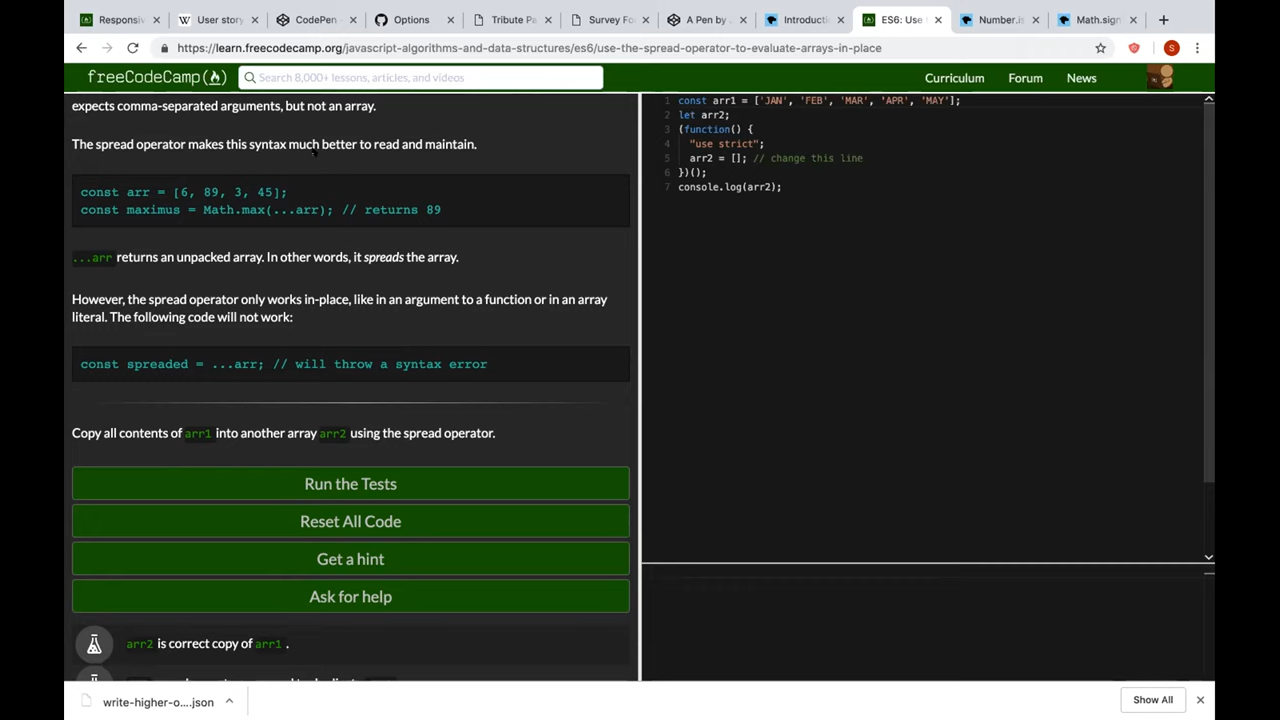 Responsiv
User story
CodePen -
Options
Tribute Pa
Survey Fo
A Pen by
Introducti
ES6: Use
Number.is
Math.sign
https://learn.freecodecamp.org/javascript-algorithms-and-data-structures/es6/use-the-spread-operator-to-evaluate-arrays-in-place
S
freeCodeCamp
Search 8,000+ lessons, articles, and videos
Curriculum Forum News
expects comma-separated arguments, but not an array.
The spread operator makes this syntax much better to read and maintain.
const arr = [6, 89, 3, 45];
const maximus = Math.max(...arr); // returns 89
...arr returns an unpacked array. In other words, it spreads the array.
However, the spread operator only works in-place, like in an argument to a function or in an array
literal. The following code will not work:
const spreaded = ...arr; // will throw a syntax error
Copy all contents of arr1 into another array arr2 using the spread operator.
Run the Tests
Reset All Code
Get a hint
Ask for help
arr2 is correct copy of arr1 .
1 const arr1 = ['JAN', 'FEB', 'MAR', 'APR', 'MAY'];
2 let arr2;
3 (function() {
4 "use strict";
5 arr2 = []; // change this line
6 })();
7 console.log(arr2);
write-higher-o....json
Show All